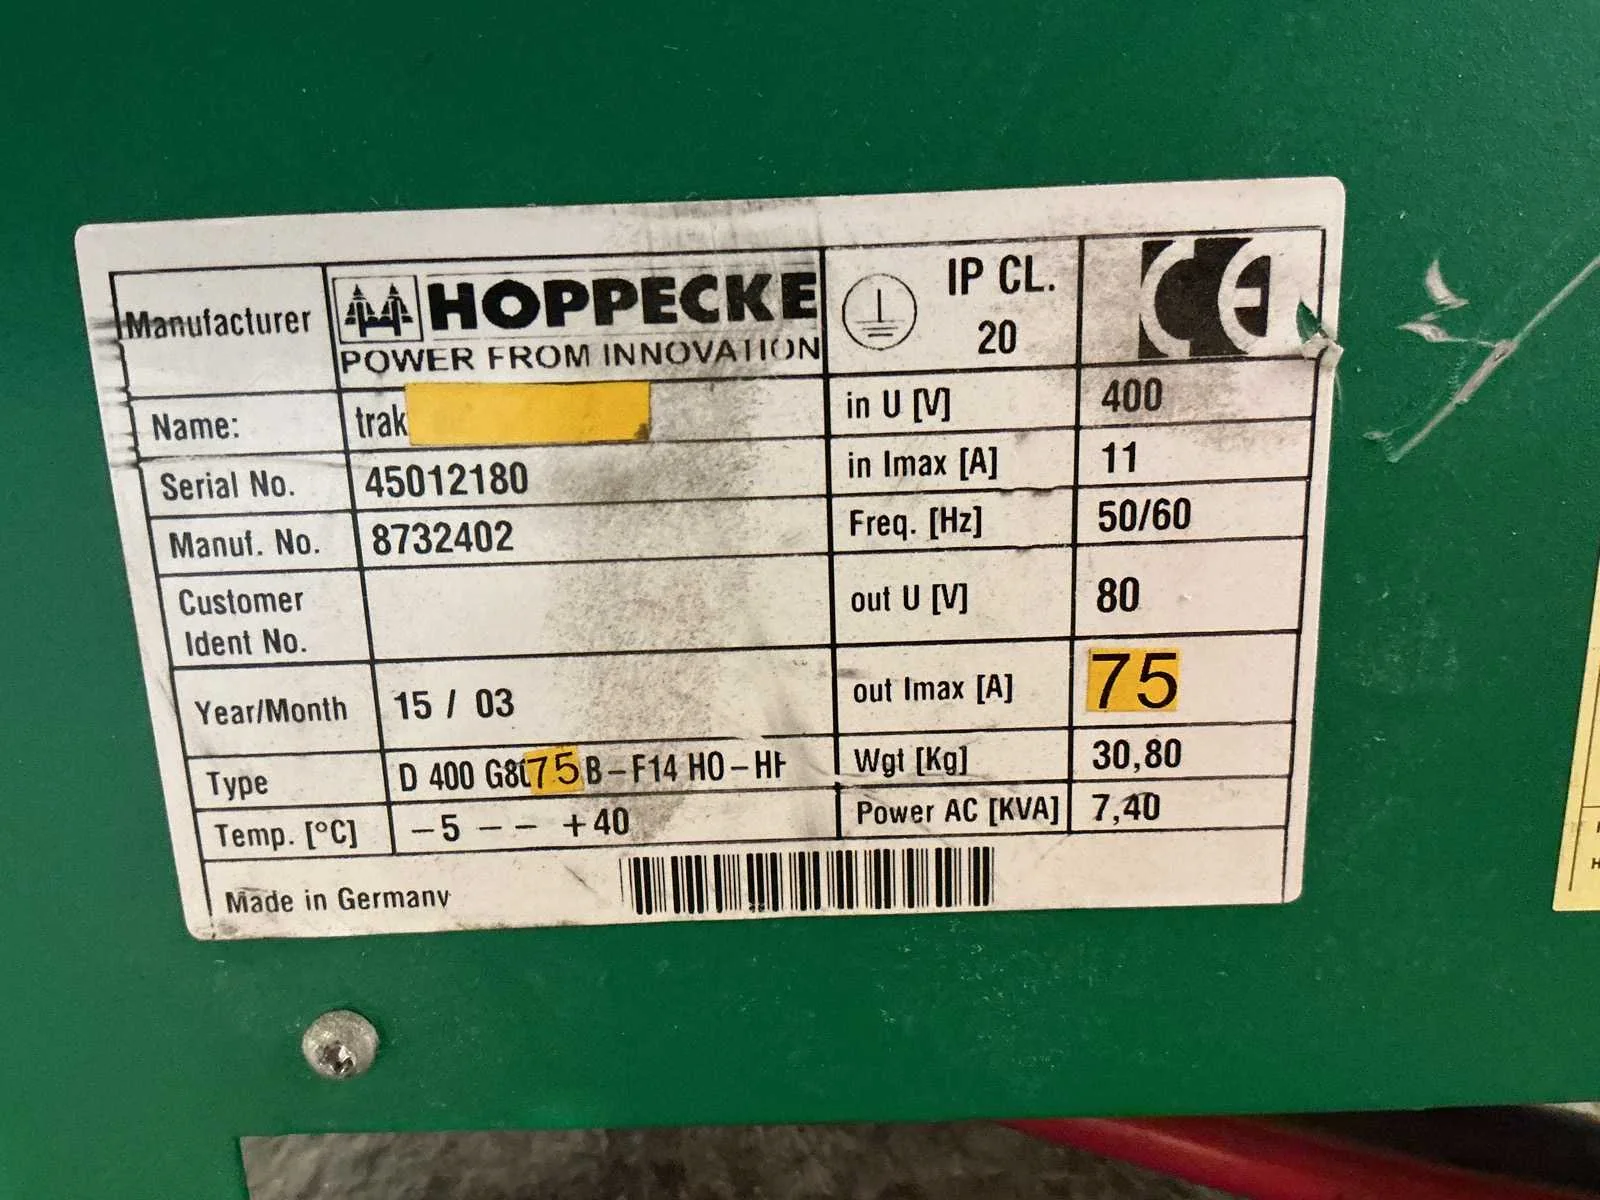 Manufacturer
HOPPECKE
POWER FROM INNOVATION
IP CL.
20
CE
Name: trak
in U [V] 400
Serial No. 45012180
in Imax [A] 11
Manuf. No. 8732402
Freq. [Hz] 50/60
Customer
Ident No.
out U [V] 80
Year/Month 15 / 03
out Imax [A] 75
Type D 400 G80 75 B-F14 HO-HF
Wgt [Kg] 30,80
Temp. [°C] -5 -- +40
Power AC [KVA] 7,40
Made in Germany